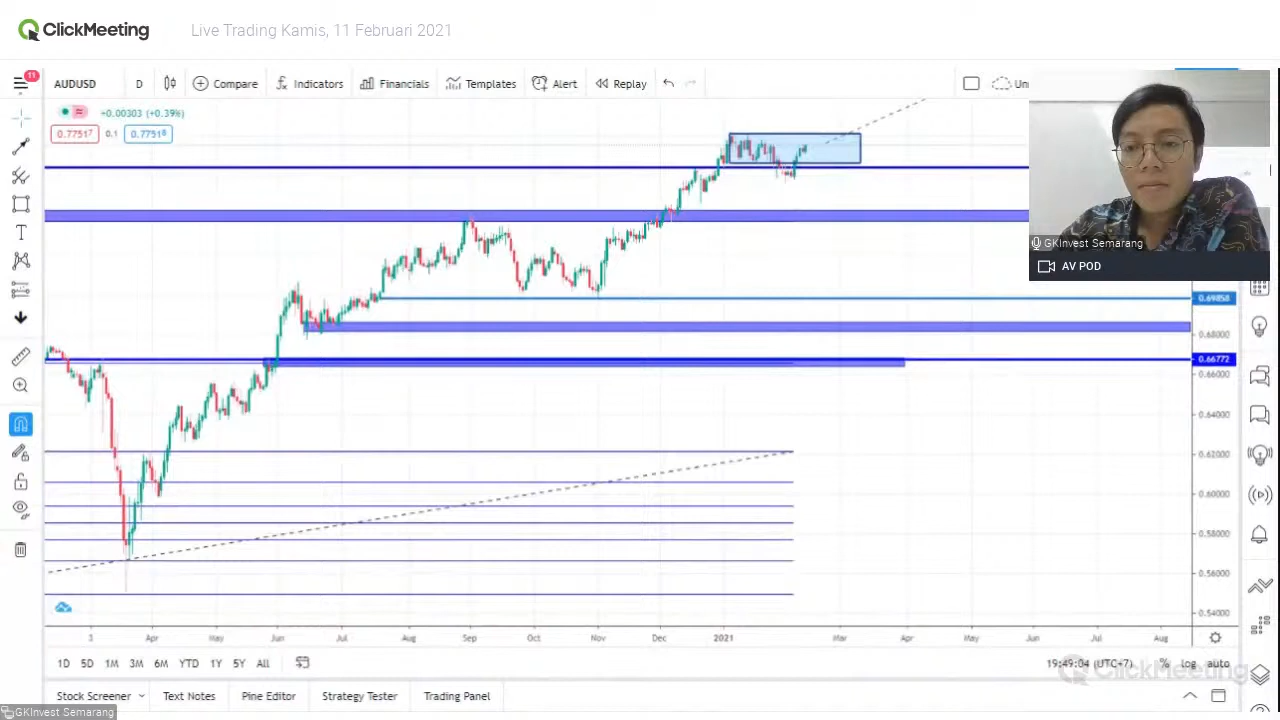 ClickMeeting
Live Trading Kamis, 11 Februari 2021
11
AUDUSD
D
Compare
Indicators
Financials
Templates
Alert
Replay
Un
+0.00303 (+0.39%)
0.77517
0.1
0.77518
GKInvest Semarang
AV POD
0.69858
0.68000
0.66772
0.66000
0.64000
0.62000
0.60000
0.58000
0.56000
0.54000
3
Apr
May
Jun
Jul
Aug
Sep
Oct
Nov
Dec
2021
Mar
Apr
May
Jun
Jul
Aug
1D
5D
1M
3M
6M
YTD
1Y
5Y
All
19:49:04 (UTC+7)
%
log
auto
ClickMeeting
Stock Screener
Text Notes
Pine Editor
Strategy Tester
Trading Panel
GKInvest Semarang